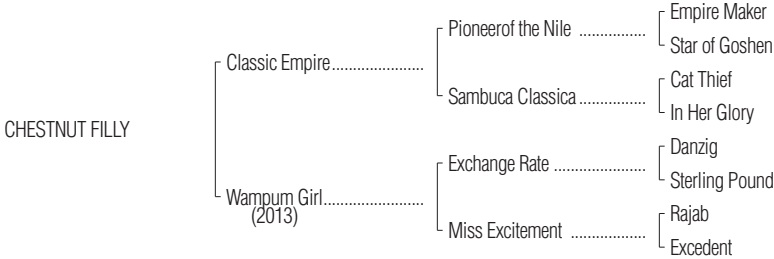 Empire Maker
Pioneerof the Nile ................
Star of Goshen
Classic Empire......................
Cat Thief
Sambuca Classica ................
In Her Glory
CHESTNUT FILLY
Danzig
Exchange Rate ......................
Sterling Pound
Wampum Girl........................
(2013)
Rajab
Miss Excitement ..................
Excedent